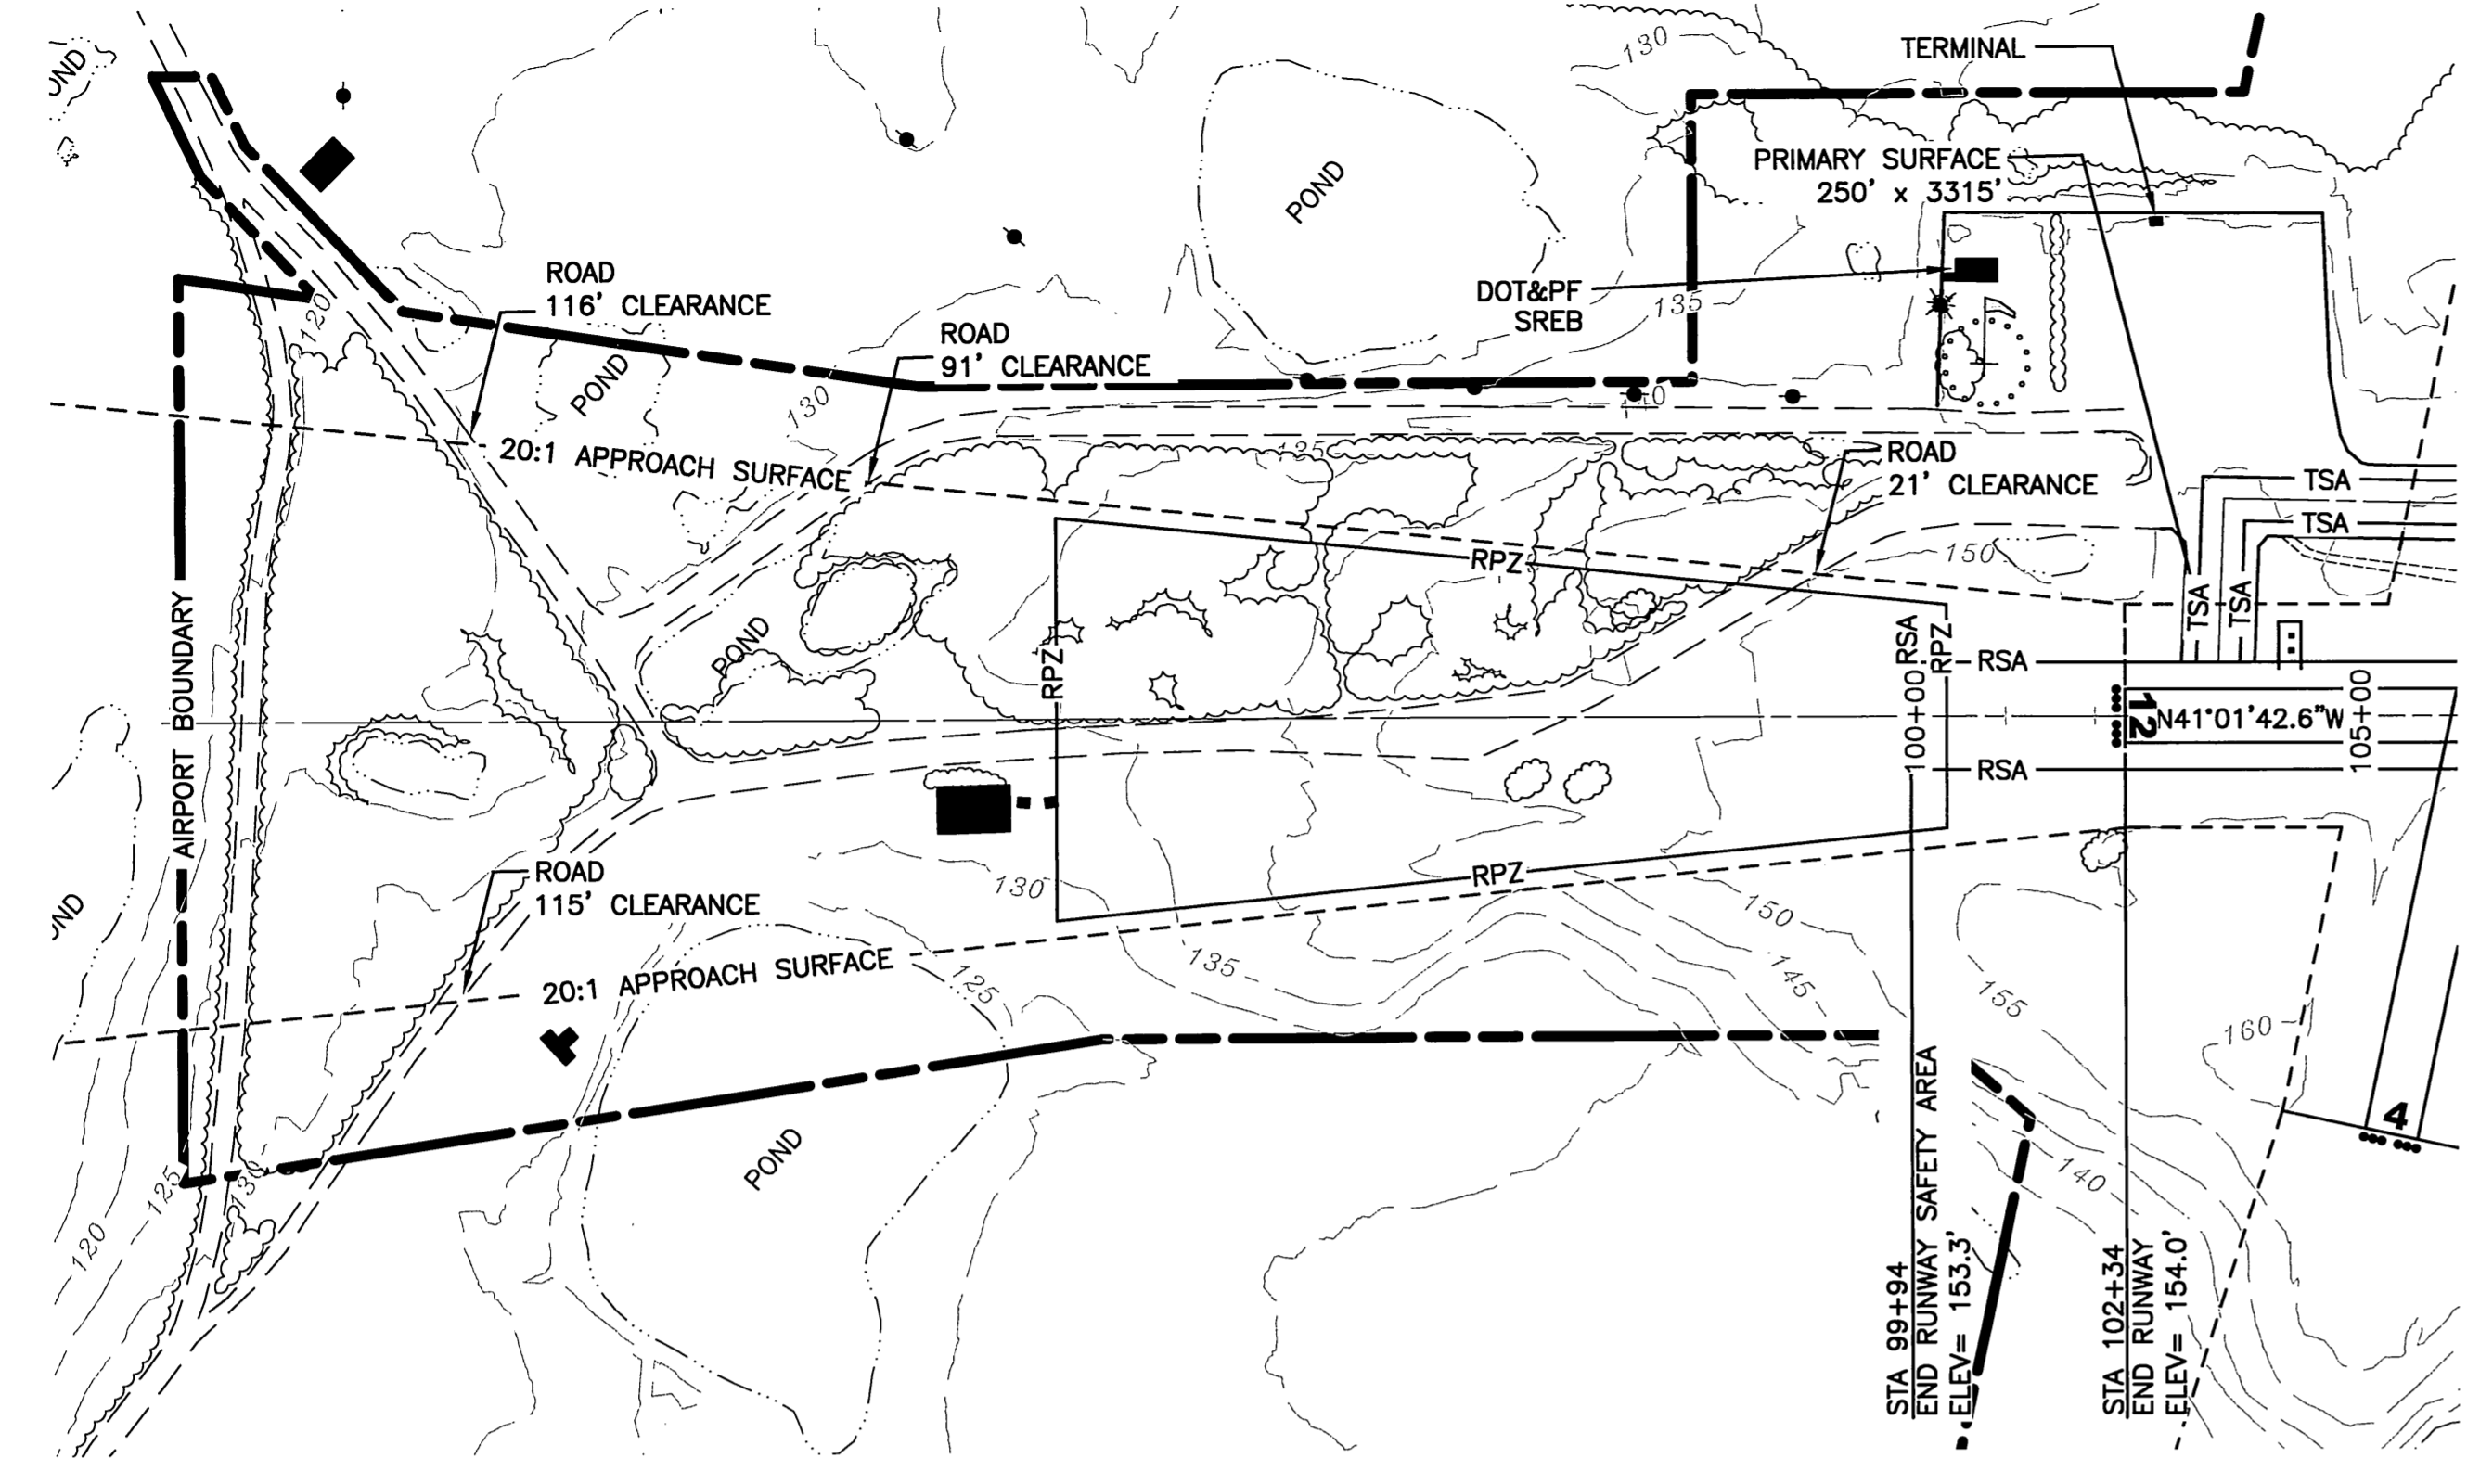 POND
130
TERMINAL
PRIMARY SURFACE
250' x 3315'
POND
ROAD
116' CLEARANCE
120
DOT&PF
SREB
135
ROAD
91' CLEARANCE
POND
130
20:1 APPROACH SURFACE
135
ROAD
21' CLEARANCE
TSA
TSA
RPZ
150
TSA
TSA
AIRPORT BOUNDARY
POND
RPZ
100+00
RSA
RPZ
RSA
12
N41°01'42.6"W
105+00
RSA
ROAD
115' CLEARANCE
130
RPZ
150
20:1 APPROACH SURFACE
125
135
145
155
160
4
POND
125
13
120
140
STA 99+94
END RUNWAY SAFETY AREA
ELEV= 153.3'
STA 102+34
END RUNWAY
ELEV= 154.0'